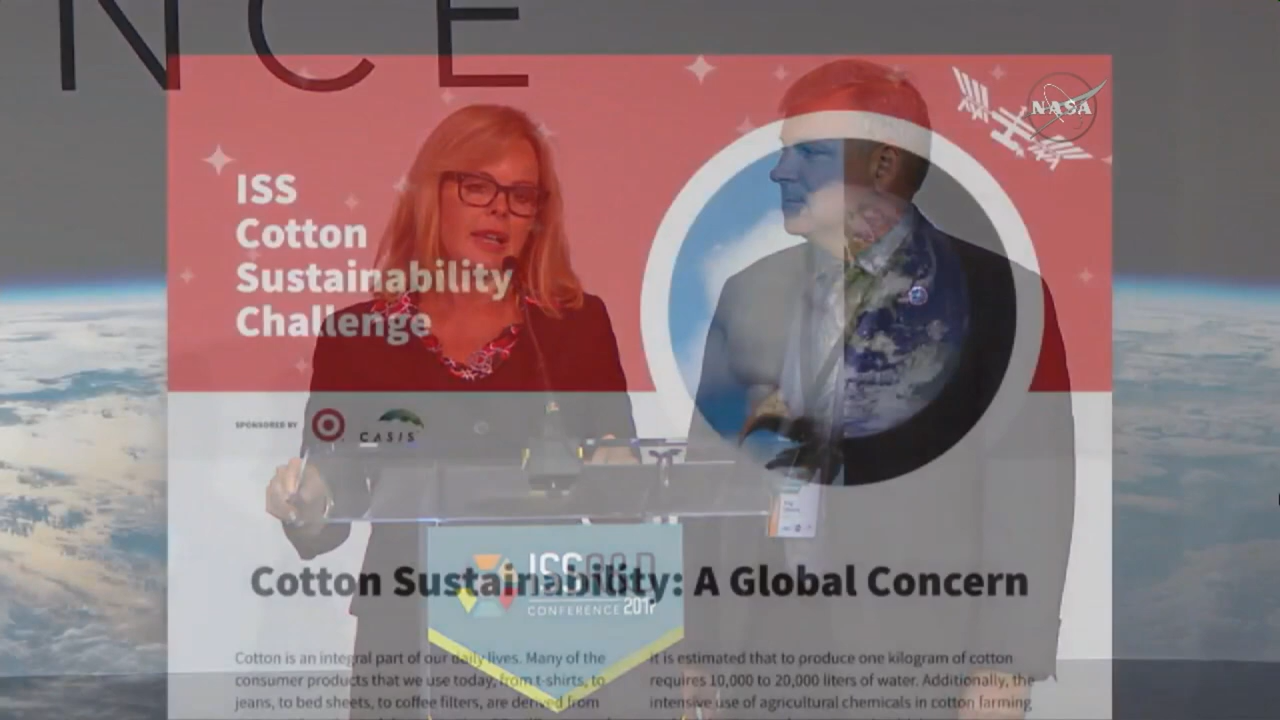 NCE
NASA
ISS
Cotton
Sustainability
Challenge
SPONSORED BY
CASIS
ISS R&D
CONFERENCE 2017
Cotton Sustainability: A Global Concern
Cotton is an integral part of our daily lives. Many of the
consumer products that we use today, from t-shirts, to
jeans, to bed sheets, to coffee filters, are derived from
It is estimated that to produce one kilogram of cotton
requires 10,000 to 20,000 liters of water. Additionally, the
intensive use of agricultural chemicals in cotton farming